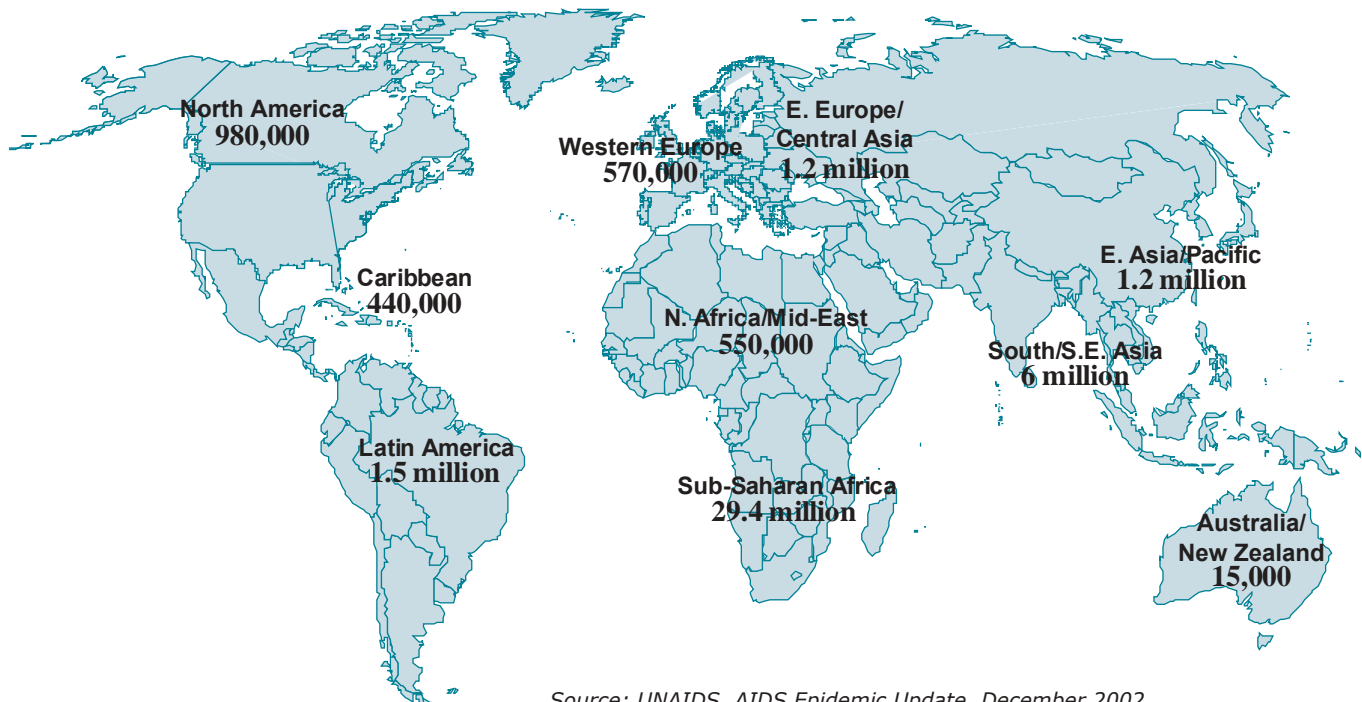 North America
980,000
E. Europe/
Central Asia
1.2 million
Western Europe
570,000
E. Asia/Pacific
1.2 million
Caribbean
440,000
N. Africa/Mid-East
550,000
South/S.E. Asia
6 million
Latin America
1.5 million
Sub-Saharan Africa
29.4 million
Australia/
New Zealand
15,000
Source: UNAIDS, AIDS Epidemic Update, December 2002